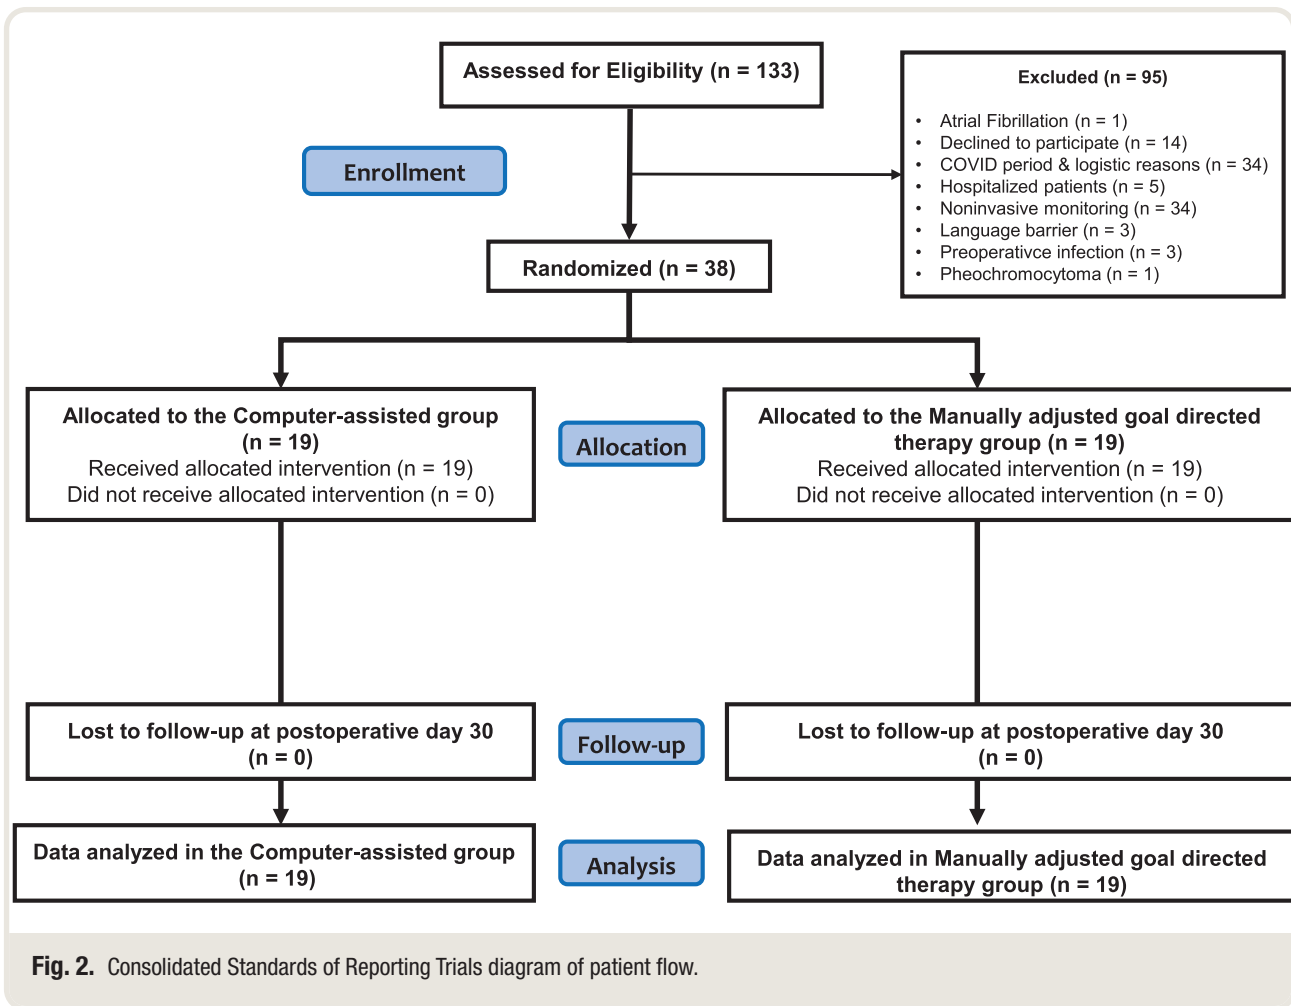 Assessed for Eligibility (n = 133)
Excluded (n = 95)
• Atrial Fibrillation (n = 1)
• Declined to participate (n = 14)
• COVID period & logistic reasons (n = 34)
• Hospitalized patients (n = 5)
• Noninvasive monitoring (n = 34)
• Language barrier (n = 3)
• Preoperativce infection (n = 3)
• Pheochromocytoma (n = 1)
Enrollment
Randomized (n = 38)
Allocated to the Computer-assisted group
(n = 19)
Received allocated intervention (n = 19)
Did not receive allocated intervention (n = 0)
Allocation
Allocated to the Manually adjusted goal directed
therapy group (n = 19)
Received allocated intervention (n = 19)
Did not receive allocated intervention (n = 0)
Lost to follow-up at postoperative day 30
(n = 0)
Follow-up
Lost to follow-up at postoperative day 30
(n = 0)
Data analyzed in the Computer-assisted group
(n = 19)
Analysis
Data analyzed in Manually adjusted goal directed
therapy group (n = 19)
Fig. 2. Consolidated Standards of Reporting Trials diagram of patient flow.